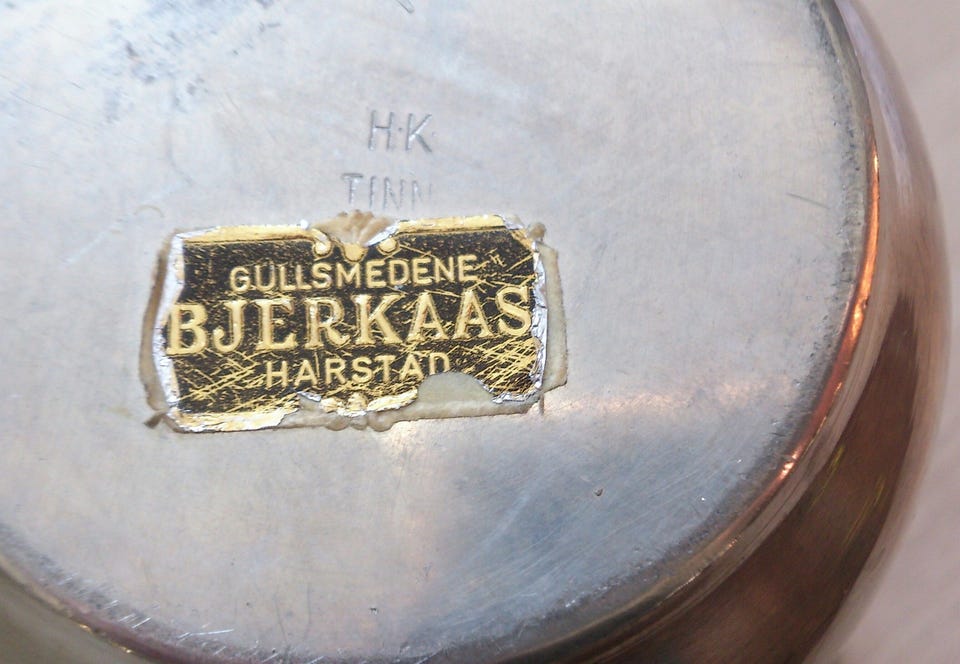 H·K
TINN
GULLSMEDENE
BJERKAAS
HARSTAD